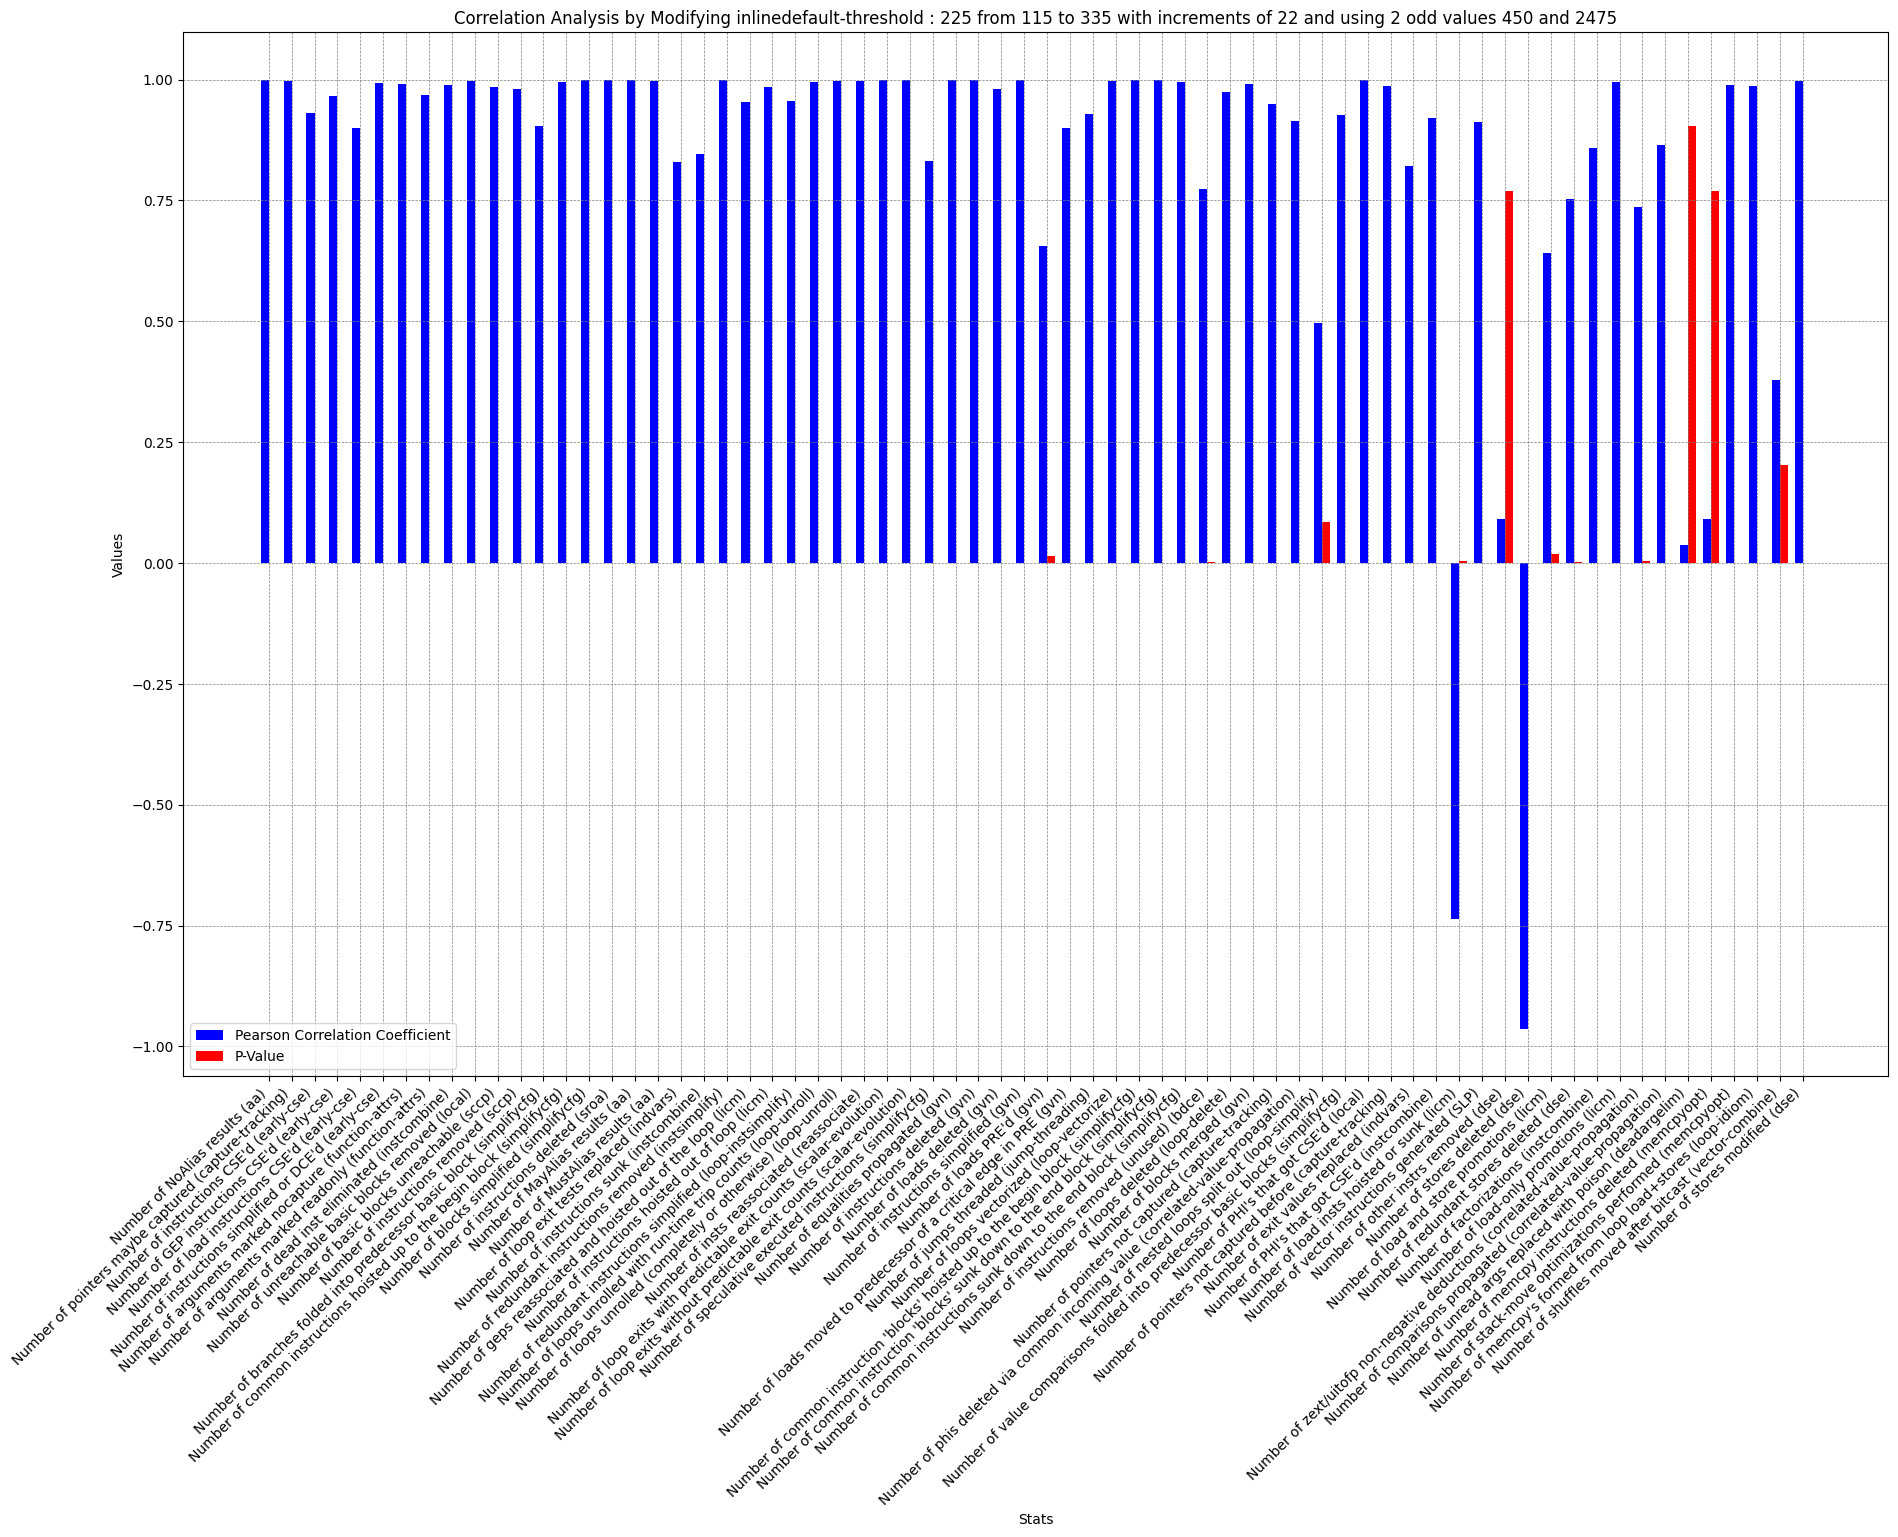 Correlation Analysis by Modifying inlinedefault-threshold : 225 from 115 to 335 with increments of 22 and using 2 odd values 450 and 2475
Values
1.00
0.75
0.50
0.25
0.00
−0.25
−0.50
−0.75
−1.00
Pearson Correlation Coefficient
P-Value
Number of NoAlias results (aa)
Number of pointers maybe captured (capture-tracking)
Number of instructions CSE'd (early-cse)
Number of GEP instructions CSE'd (early-cse)
Number of load instructions CSE'd (early-cse)
Number of instructions simplified or DCE'd (early-cse)
Number of arguments marked nocapture (function-attrs)
Number of arguments marked readonly (function-attrs)
Number of dead inst eliminated (instcombine)
Number of unreachable basic blocks removed (local)
Number of basic blocks unreachable (sccp)
Number of instructions removed (sccp)
Number of branches folded into predecessor basic block (simplifycfg)
Number of common instructions hoisted up to the begin block (simplifycfg)
Number of blocks simplified (simplifycfg)
Number of instructions deleted (sroa)
Number of MayAlias results (aa)
Number of MustAlias results (aa)
Number of loop exit tests replaced (indvars)
Number of instructions sunk (instcombine)
Number of redundant instructions removed (instsimplify)
Number of geps reassociated and hoisted out of the loop (licm)
Number of instructions hoisted out of loop (licm)
Number of redundant instructions simplified (loop-instsimplify)
Number of loops unrolled with run-time trip counts (loop-unroll)
Number of loops unrolled (completely or otherwise) (loop-unroll)
Number of insts reassociated (reassociate)
Number of loop exits with predictable exit counts (scalar-evolution)
Number of loop exits without predictable exit counts (scalar-evolution)
Number of speculative executed instructions (simplifycfg)
Number of equalities propagated (gvn)
Number of instructions deleted (gvn)
Number of loads deleted (gvn)
Number of instructions simplified (gvn)
Number of loads PRE'd (gvn)
Number of loads moved to predecessor of a critical edge in PRE (gvn)
Number of jumps threaded (jump-threading)
Number of loops vectorized (loop-vectorize)
Number of common instruction 'blocks' hoisted up to the begin block (simplifycfg)
Number of common instruction 'blocks' sunk down to the end block (simplifycfg)
Number of common instructions sunk down to the end block (simplifycfg)
Number of instructions removed (unused) (bdce)
Number of loops deleted (loop-delete)
Number of blocks merged (gvn)
Number of pointers not captured (capture-tracking)
Number of phis deleted via common incoming value (correlated-value-propagation)
Number of nested loops split out (loop-simplify)
Number of value comparisons folded into predecessor basic blocks (simplifycfg)
Number of PHI's that got CSE'd (local)
Number of pointers not captured before (capture-tracking)
Number of exit values replaced (indvars)
Number of PHI's that got CSE'd (instcombine)
Number of load insts hoisted or sunk (licm)
Number of vector instructions generated (SLP)
Number of other instrs removed (dse)
Number of stores deleted (dse)
Number of load and store promotions (licm)
Number of redundant stores deleted (dse)
Number of factorizations (instcombine)
Number of load-only promotions (licm)
Number of zext/uitofp non-negative deductions (correlated-value-propagation)
Number of comparisons propagated (correlated-value-propagation)
Number of unread args replaced with poison (deadargelim)
Number of memcpy instructions deleted (memcpyopt)
Number of stack-move optimizations performed (memcpyopt)
Number of memcpy's formed from loop load+stores (loop-idiom)
Number of shuffles moved after bitcast (vector-combine)
Number of stores modified (dse)
Stats